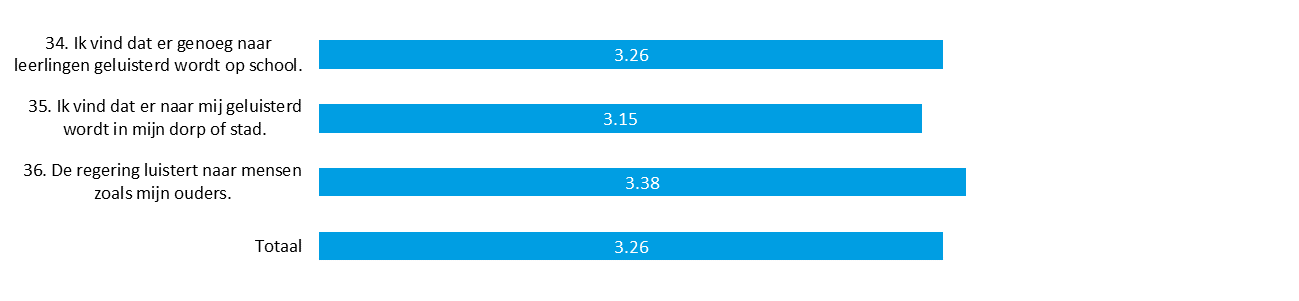 34. Ik vind dat er genoeg naar
leerlingen geluisterd wordt op school.
3.26
35. Ik vind dat er naar mij geluisterd
wordt in mijn dorp of stad.
3.15
36. De regering luistert naar mensen
zoals mijn ouders.
3.38
Totaal
3.26